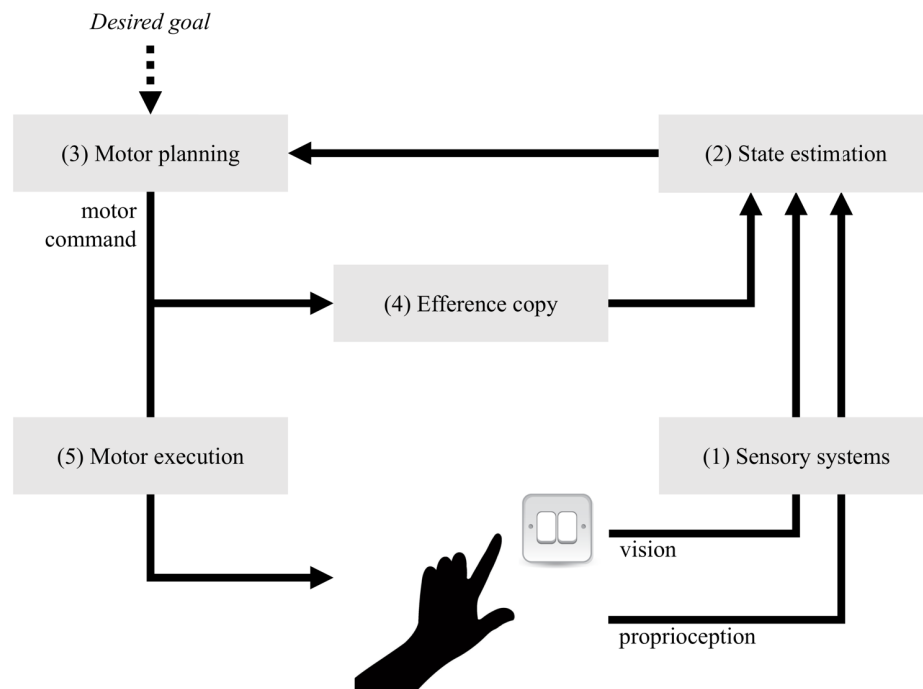 Desired goal
(3) Motor planning
(2) State estimation
motor
command
(4) Efference copy
(5) Motor execution
(1) Sensory systems
vision
proprioception